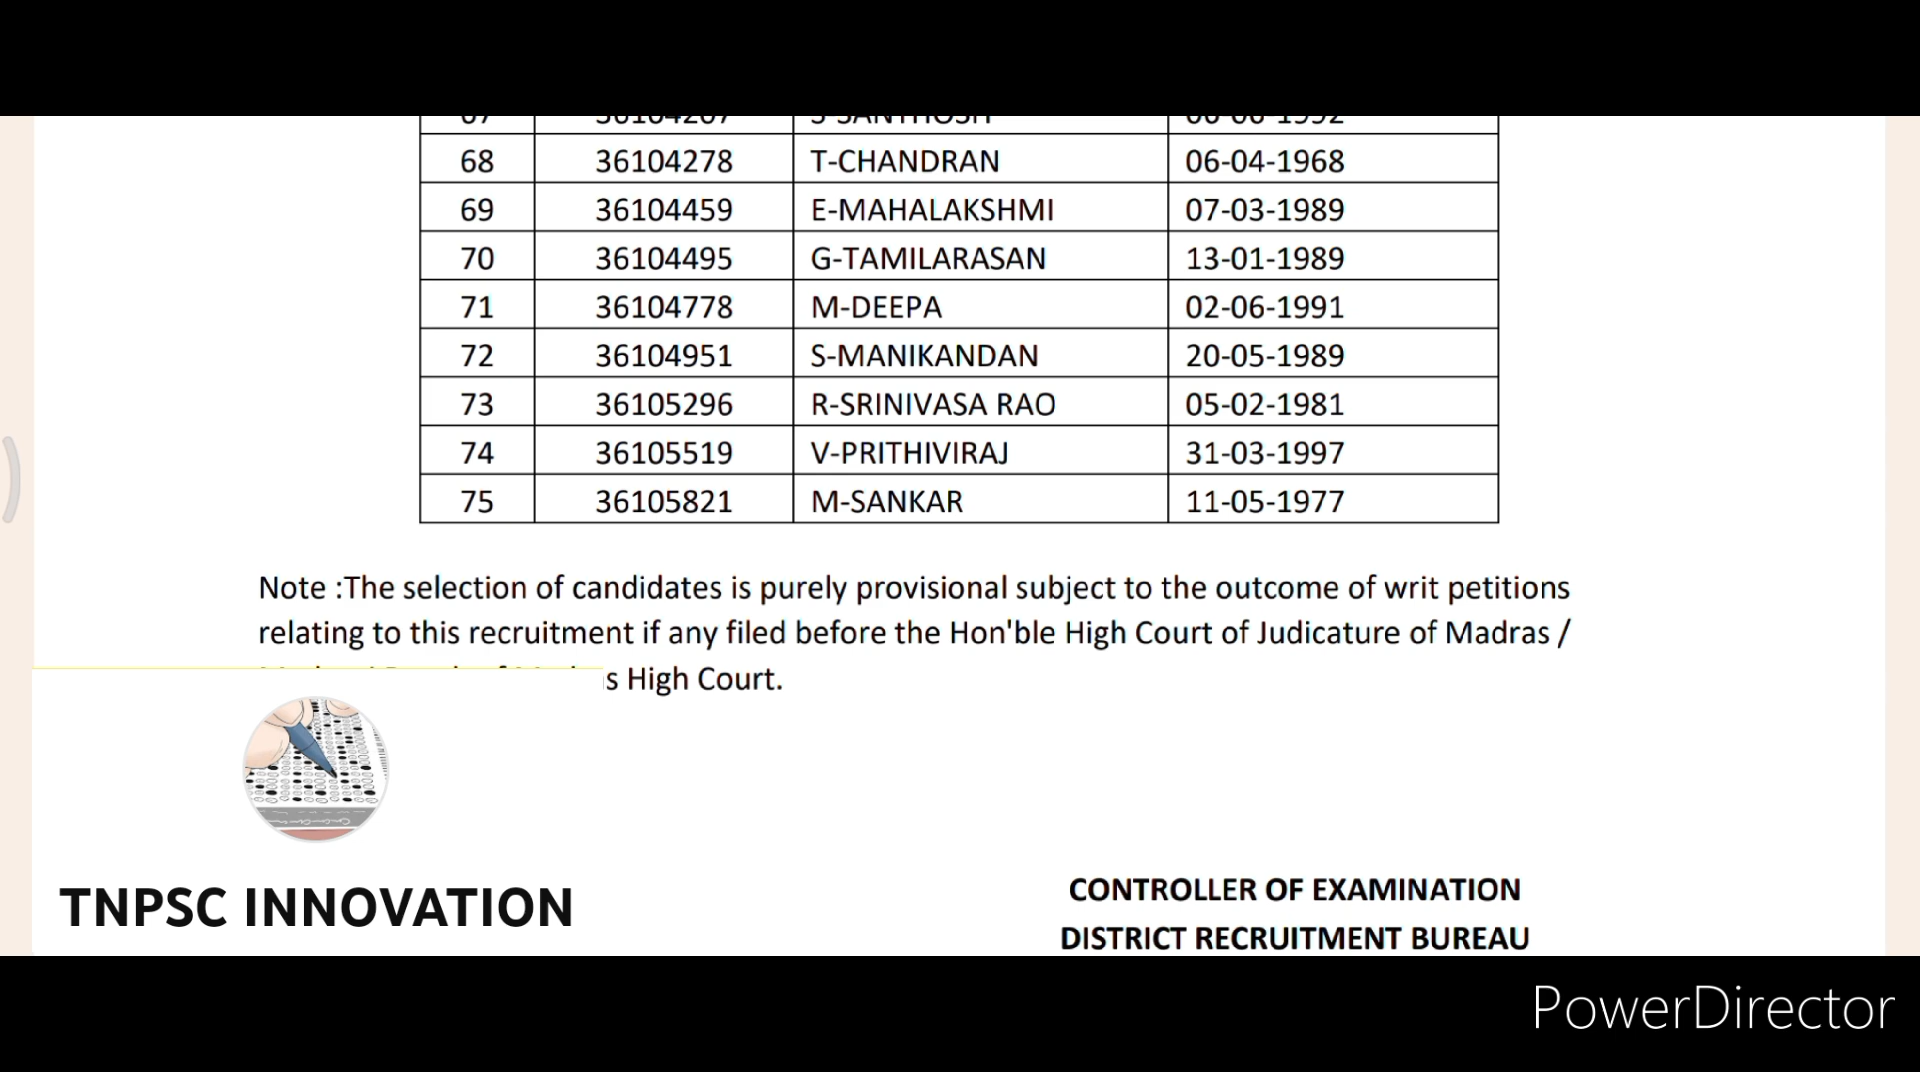 68 36104278 T-CHANDRAN 06-04-1968
69 36104459 E-MAHALAKSHMI 07-03-1989
70 36104495 G-TAMILARASAN 13-01-1989
71 36104778 M-DEEPA 02-06-1991
72 36104951 S-MANIKANDAN 20-05-1989
73 36105296 R-SRINIVASA RAO 05-02-1981
74 36105519 V-PRITHIVIRAJ 31-03-1997
75 36105821 M-SANKAR 11-05-1977
Note :The selection of candidates is purely provisional subject to the outcome of writ petitions
relating to this recruitment if any filed before the Hon'ble High Court of Judicature of Madras /
s High Court.
TNPSC INNOVATION
CONTROLLER OF EXAMINATION
DISTRICT RECRUITMENT BUREAU
PowerDirector